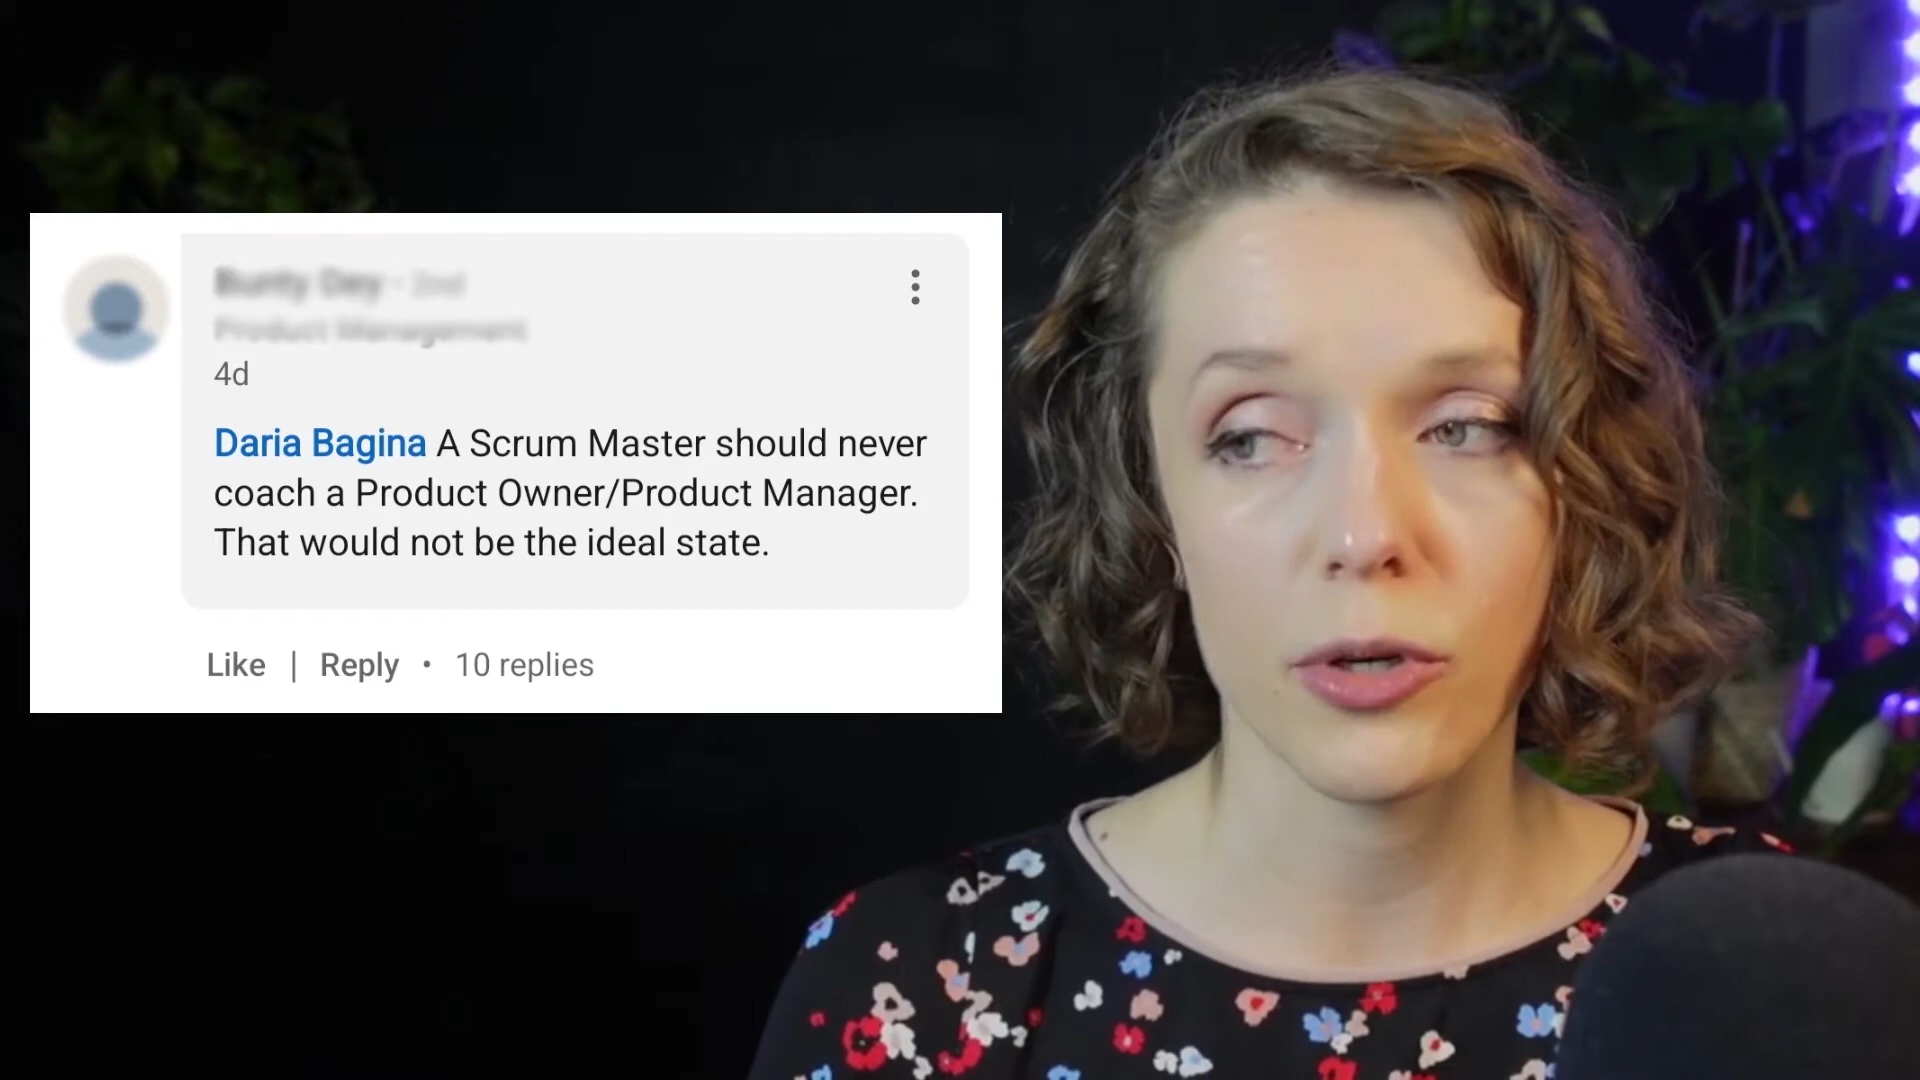 4d
Daria Bagina A Scrum Master should never
coach a Product Owner/Product Manager.
That would not be the ideal state.
Like | Reply • 10 replies